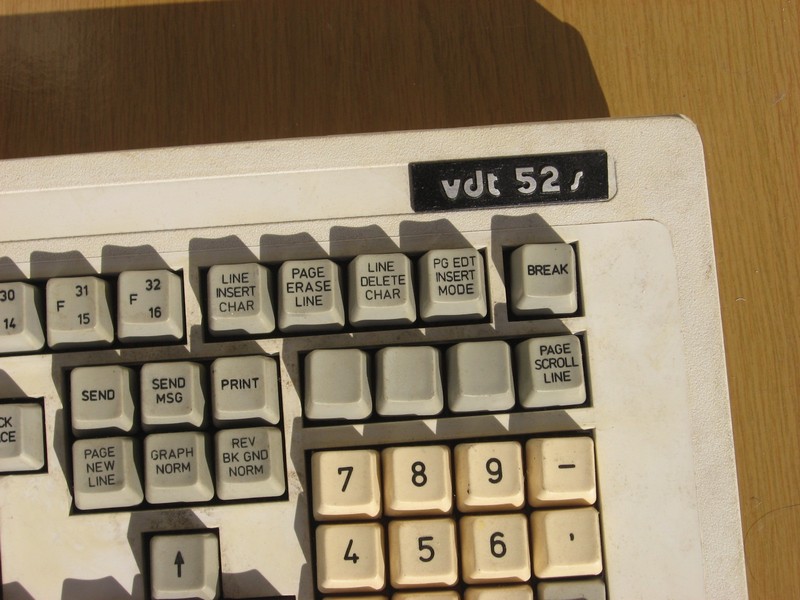 vdt 52s
30
14
F 31
15
F 32
16
LINE
INSERT
CHAR
PAGE
ERASE
LINE
LINE
DELETE
CHAR
PG EDT
INSERT
MODE
BREAK
SEND
SEND
MSG
PRINT
PAGE
SCROLL
LINE
CK
CE
PAGE
NEW
LINE
GRAPH
NORM
REV
BK GND
NORM
7 8 9 -
↑
4 5 6 '